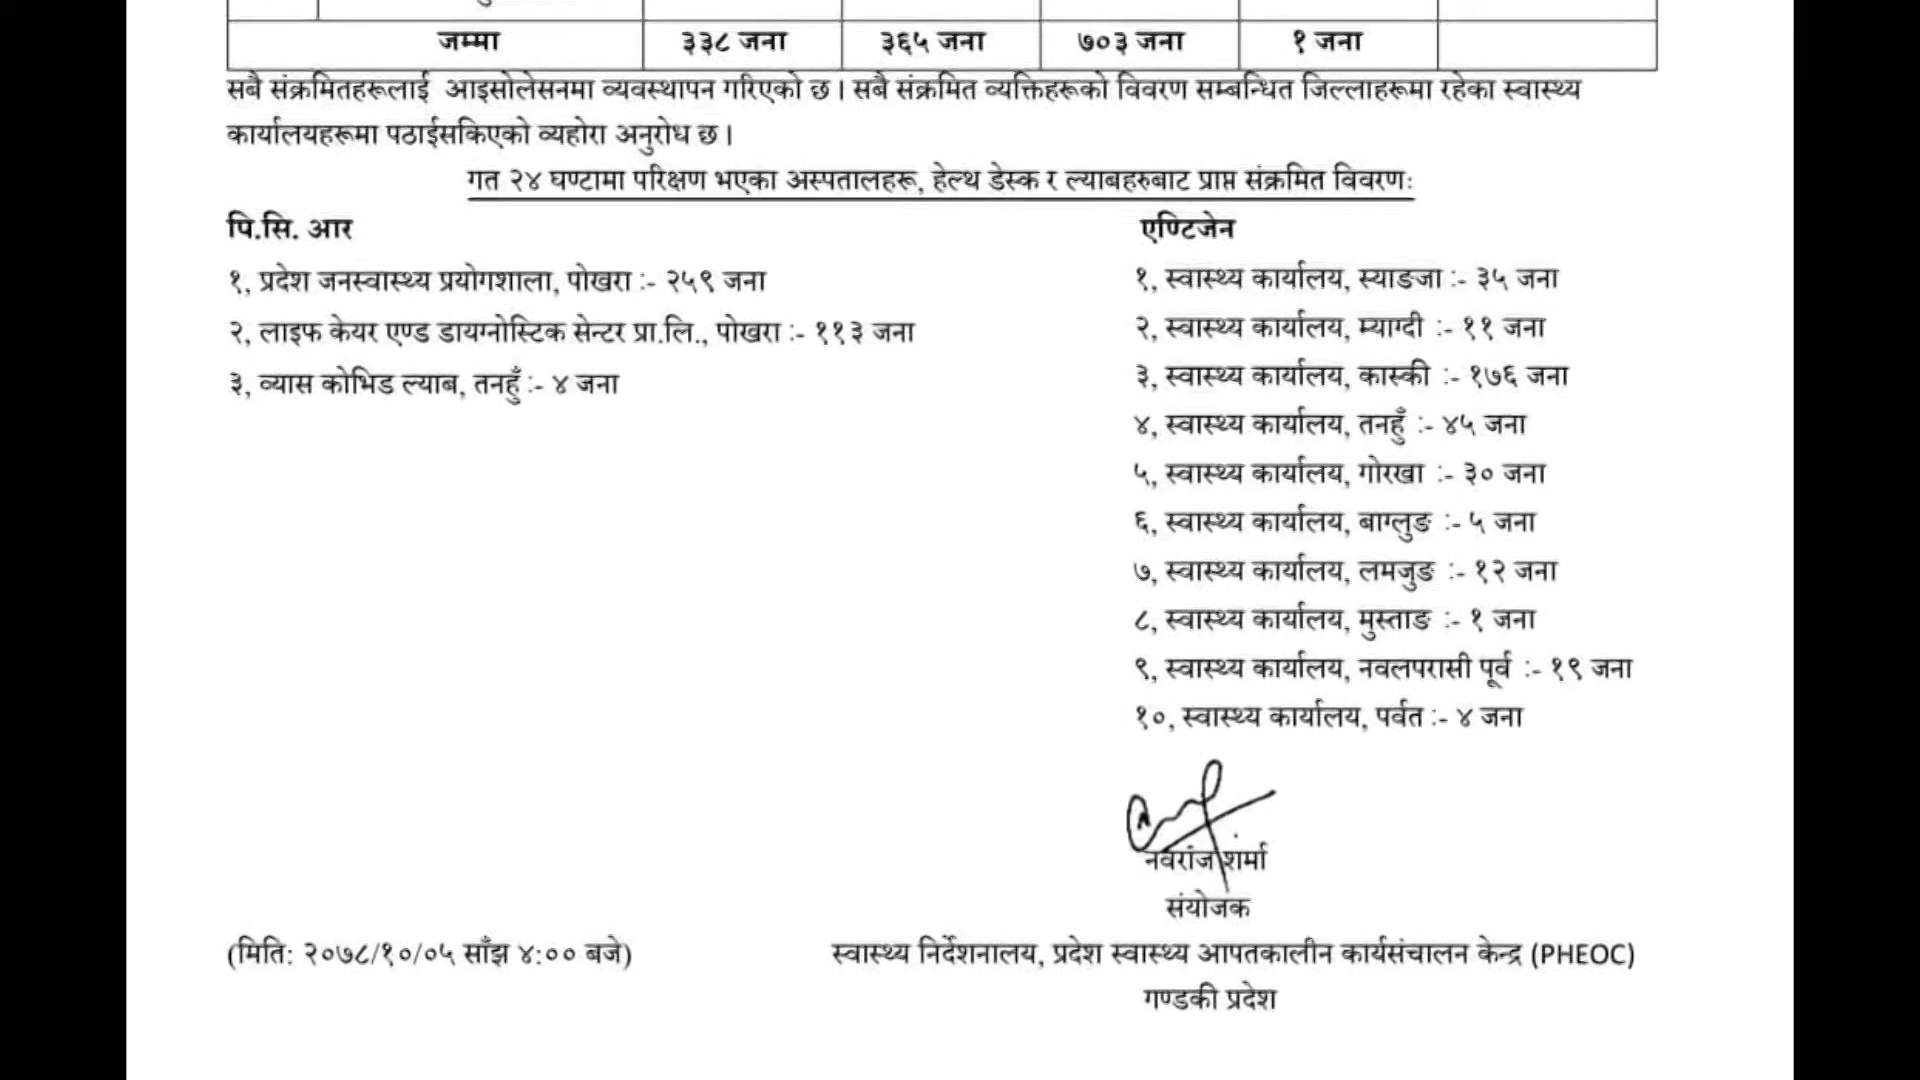 जम्मा ३३८ जना ३६५ जना ७०३ जना १ जना
सबै संक्रमितहरूलाई आइसोलेसनमा व्यवस्थापन गरिएको छ । सबै संक्रमित व्यक्तिहरूको विवरण सम्बन्धित जिल्लाहरूमा रहेका स्वास्थ्य
कार्यालयहरूमा पठाईसकिएको व्यहोरा अनुरोध छ ।
गत २४ घण्टामा परिक्षण भएका अस्पतालहरू, हेल्थ डेस्क र ल्याबहरुबाट प्राप्त संक्रमित विवरणः
पि.सि. आर
१, प्रदेश जनस्वास्थ्य प्रयोगशाला, पोखरा :- २५९ जना
२, लाइफ केयर एण्ड डायग्नोस्टिक सेन्टर प्रा.लि., पोखरा :- ११३ जना
३, व्यास कोभिड ल्याब, तनहुँ :- ४ जना
एण्टिजेन
१, स्वास्थ्य कार्यालय, स्याङजा :- ३५ जना
२, स्वास्थ्य कार्यालय, म्याग्दी :- ११ जना
३, स्वास्थ्य कार्यालय, कास्की :- १७६ जना
४, स्वास्थ्य कार्यालय, तनहुँ :- ४५ जना
५, स्वास्थ्य कार्यालय, गोरखा :- ३० जना
६, स्वास्थ्य कार्यालय, बाग्लुङ :- ५ जना
७, स्वास्थ्य कार्यालय, लमजुङ :- १२ जना
८, स्वास्थ्य कार्यालय, मुस्ताङ :- १ जना
९, स्वास्थ्य कार्यालय, नवलपरासी पूर्व :- १९ जना
१०, स्वास्थ्य कार्यालय, पर्वत :- ४ जना
नवराज शर्मा
संयोजक
(मिति: २०७८/१०/०५ साँझ ४:०० बजे)
स्वास्थ्य निर्देशनालय, प्रदेश स्वास्थ्य आपतकालीन कार्यसंचालन केन्द्र (PHEOC)
गण्डकी प्रदेश